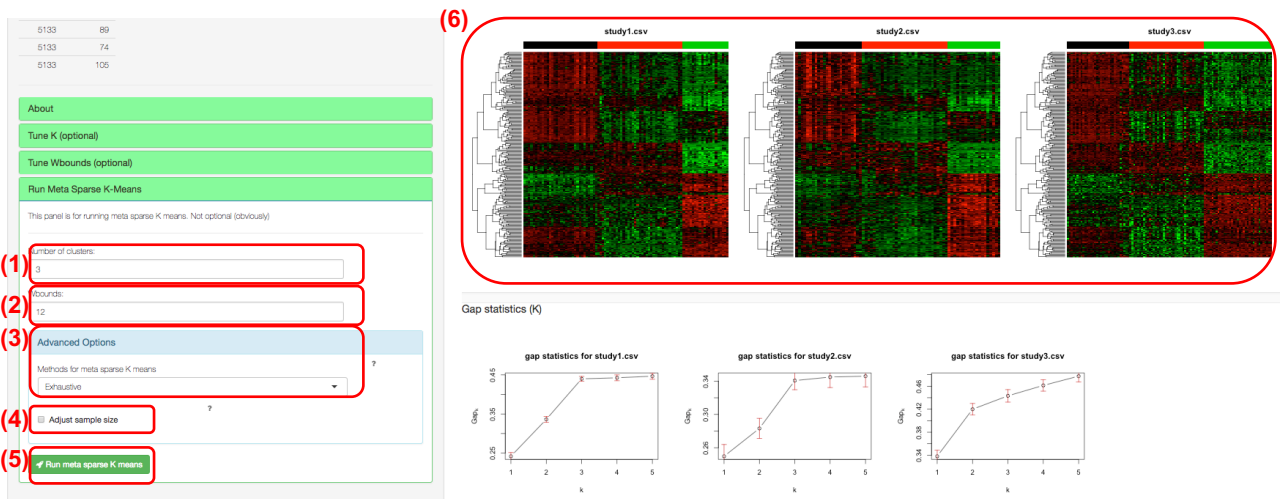 5133 89
5133 74
5133 105
About
Tune K (optional)
Tune Wbounds (optional)
Run Meta Sparse K-Means
This panel is for running meta sparse K means. Not optional (obviously)
(1)
Number of clusters:
3
(2)
Wbounds:
12
(3)
Advanced Options
?
Methods for meta sparse K means
Exhaustive
?
(4)
Adjust sample size
(5)
Run meta sparse K means
(6)
study1.csv
study2.csv
study3.csv
Gap statistics (K)
gap statistics for study1.csv
Gapk
0.45
0.35
0.25
1 2 3 4 5
k
gap statistics for study2.csv
Gapk
0.34
0.30
0.26
1 2 3 4 5
k
gap statistics for study3.csv
Gapk
0.46
0.42
0.38
0.34
1 2 3 4 5
k